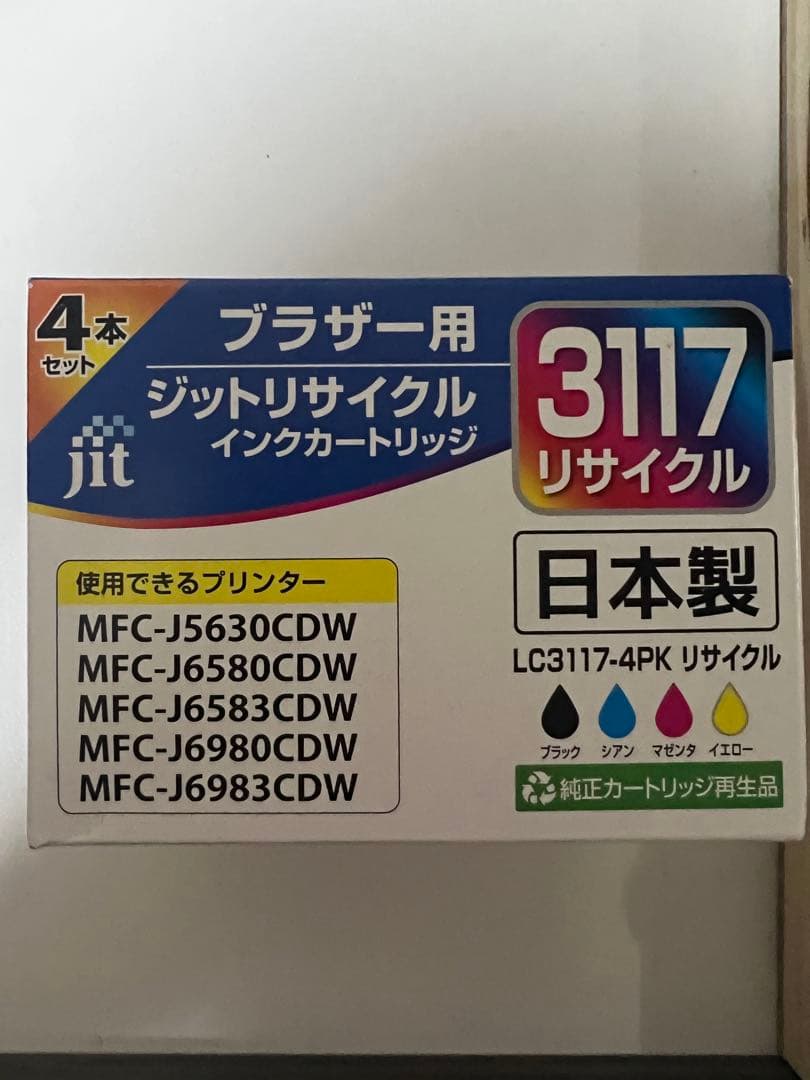 4本
セット
jit
ブラザー用
ジットリサイクル
インクカートリッジ
3117
リサイクル
使用できるプリンター
MFC-J5630CDW
MFC-J6580CDW
MFC-J6583CDW
MFC-J6980CDW
MFC-J6983CDW
日本製
LC3117-4PK リサイクル
ブラック シアン マゼンタ イエロー
純正カートリッジ再生品